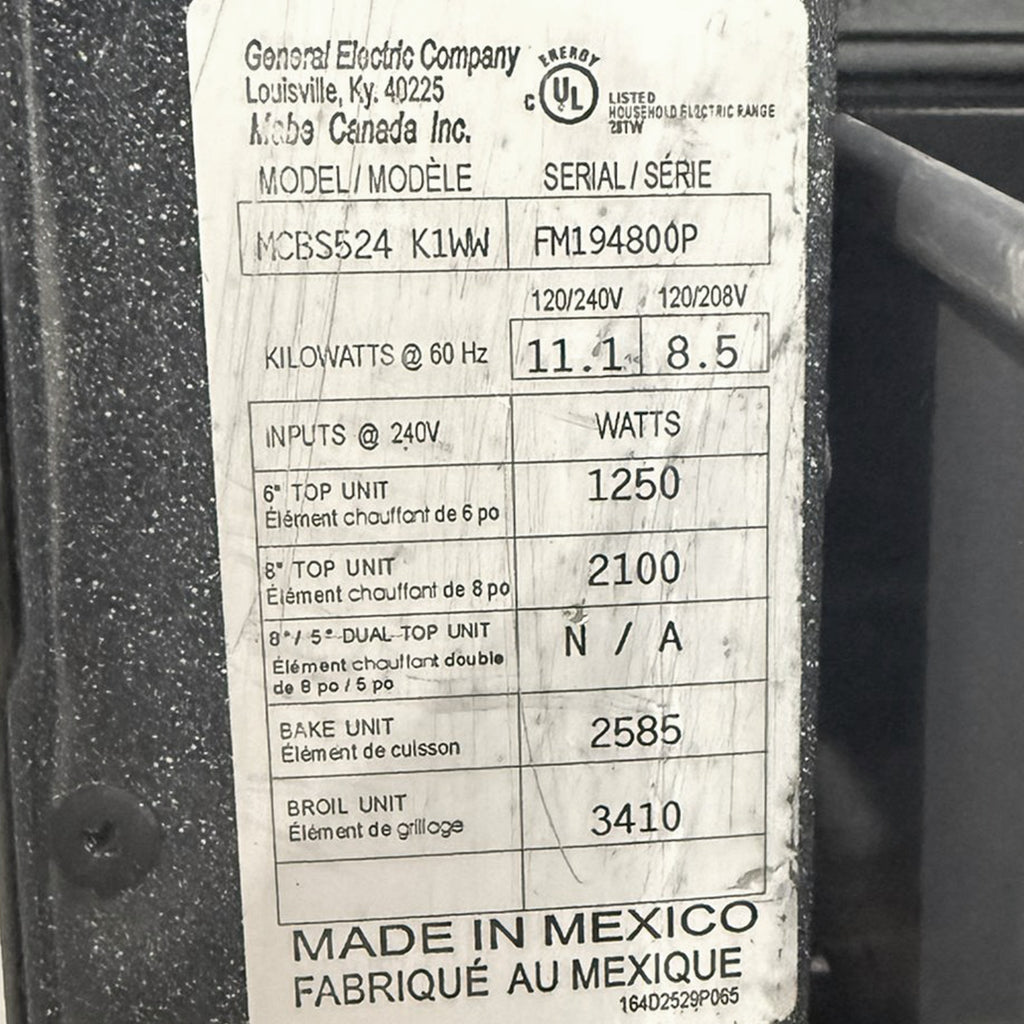 General Electric Company
Louisville, Ky. 40225
Mabe Canada Inc.
ENERGY
C UL
LISTED
HOUSEHOLD ELECTRIC RANGE
28TW
MODEL/MODÈLE SERIAL/SÉRIE
MCBS524 K1WW FM194800P
120/240V 120/208V
KILOWATTS @ 60 Hz 11.1 8.5
INPUTS @ 240V WATTS
6" TOP UNIT 1250
Élément chauffant de 6 po
8" TOP UNIT 2100
Élément chauffant de 8 po
8"/ 5" DUAL TOP UNIT N / A
Élément chauffant double
de 8 po / 5 po
BAKE UNIT 2585
Élément de cuisson
BROIL UNIT 3410
Élément de grilloge
MADE IN MEXICO
FABRIQUÉ AU MEXIQUE
164D2529P065